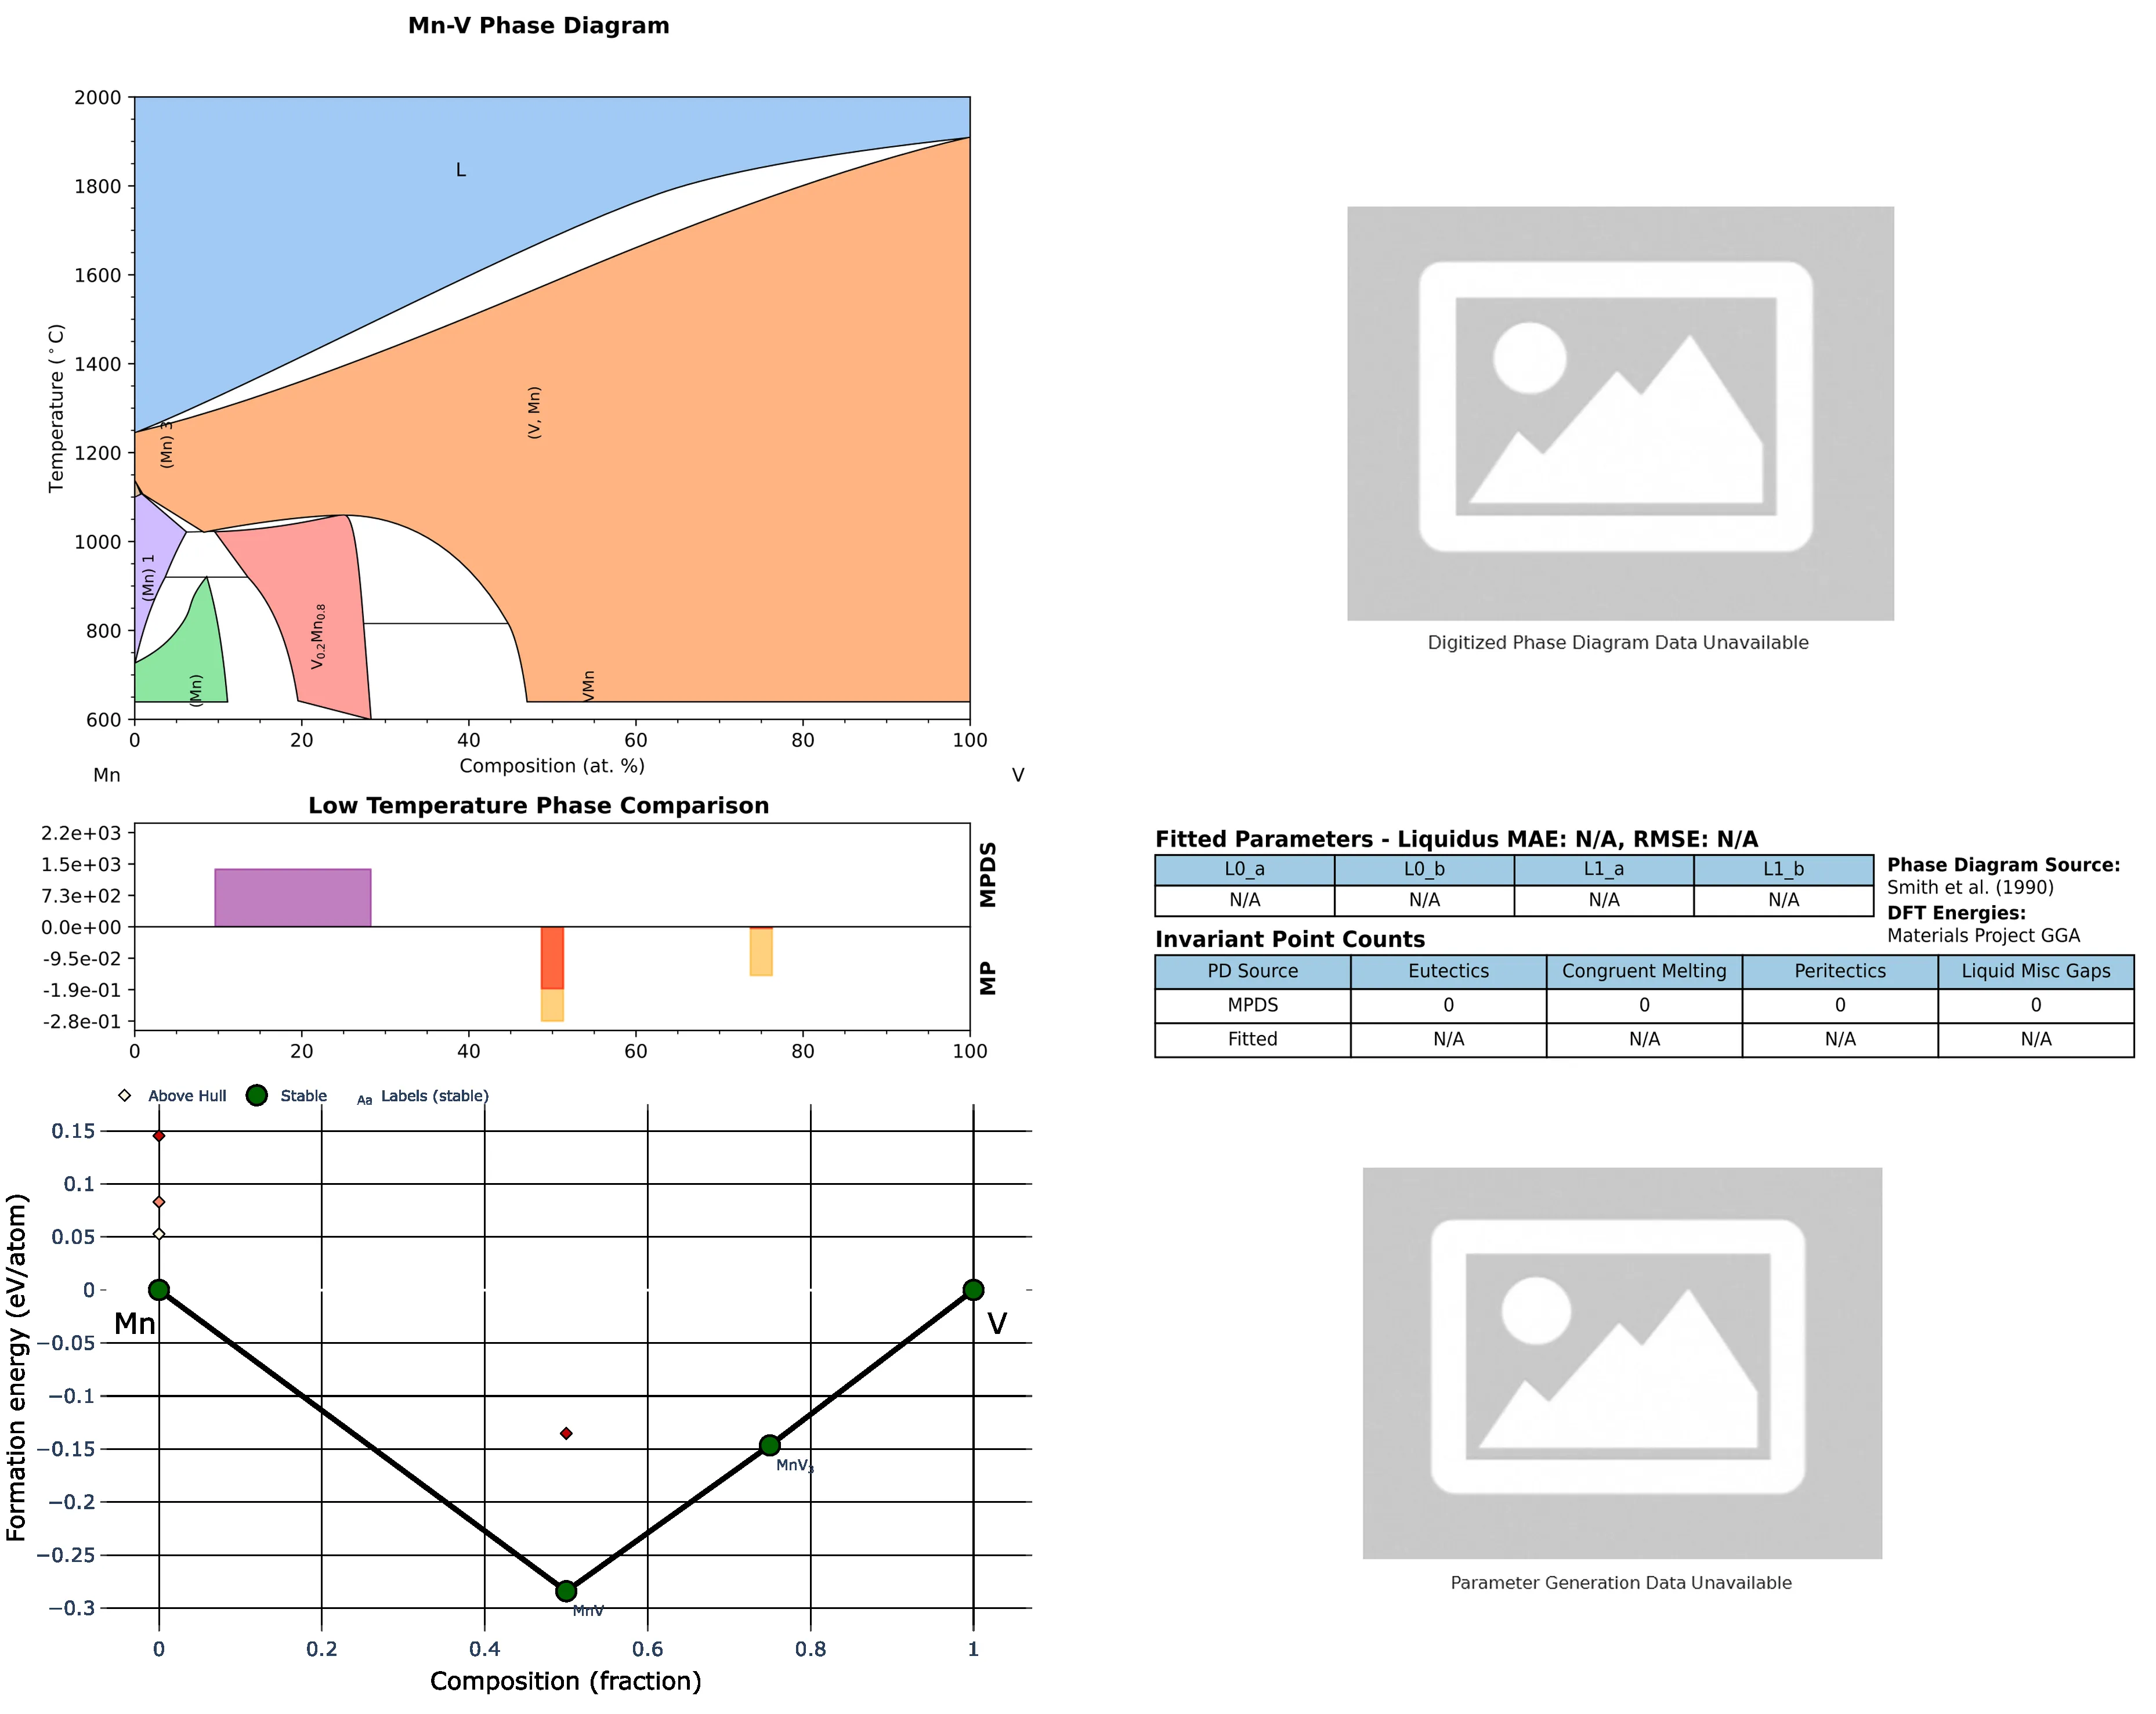 Mn-V Phase Diagram
2000
1800
1600
1400
1200
1000
800
600
Temperature (°C)
L
(Mn) 3
(V, Mn)
(Mn) 1
V0.2Mn0.8
(Mn)
VMn
0 20 40 60 80 100
Composition (at. %)
Mn V
Digitized Phase Diagram Data Unavailable
Low Temperature Phase Comparison
2.2e+03
1.5e+03
7.3e+02
0.0e+00
-9.5e-02
-1.9e-01
-2.8e-01
MPDS
MP
0 20 40 60 80 100
Fitted Parameters - Liquidus MAE: N/A, RMSE: N/A
L0_a L0_b L1_a L1_b
N/A N/A N/A N/A
Phase Diagram Source:
Smith et al. (1990)
DFT Energies:
Materials Project GGA
Invariant Point Counts
PD Source Eutectics Congruent Melting Peritectics Liquid Misc Gaps
MPDS 0 0 0 0
Fitted N/A N/A N/A N/A
Above Hull Stable Aa Labels (stable)
0.15
0.1
0.05
0
−0.05
−0.1
−0.15
−0.2
−0.25
−0.3
Formation energy (eV/atom)
Mn
V
MnV3
MnV
0 0.2 0.4 0.6 0.8 1
Composition (fraction)
Parameter Generation Data Unavailable